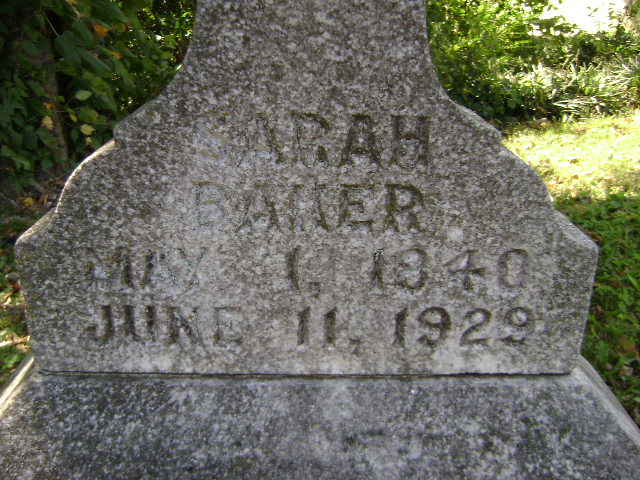 SARAH
BAKER
MAY 1, 1840
JUNE 11, 1929